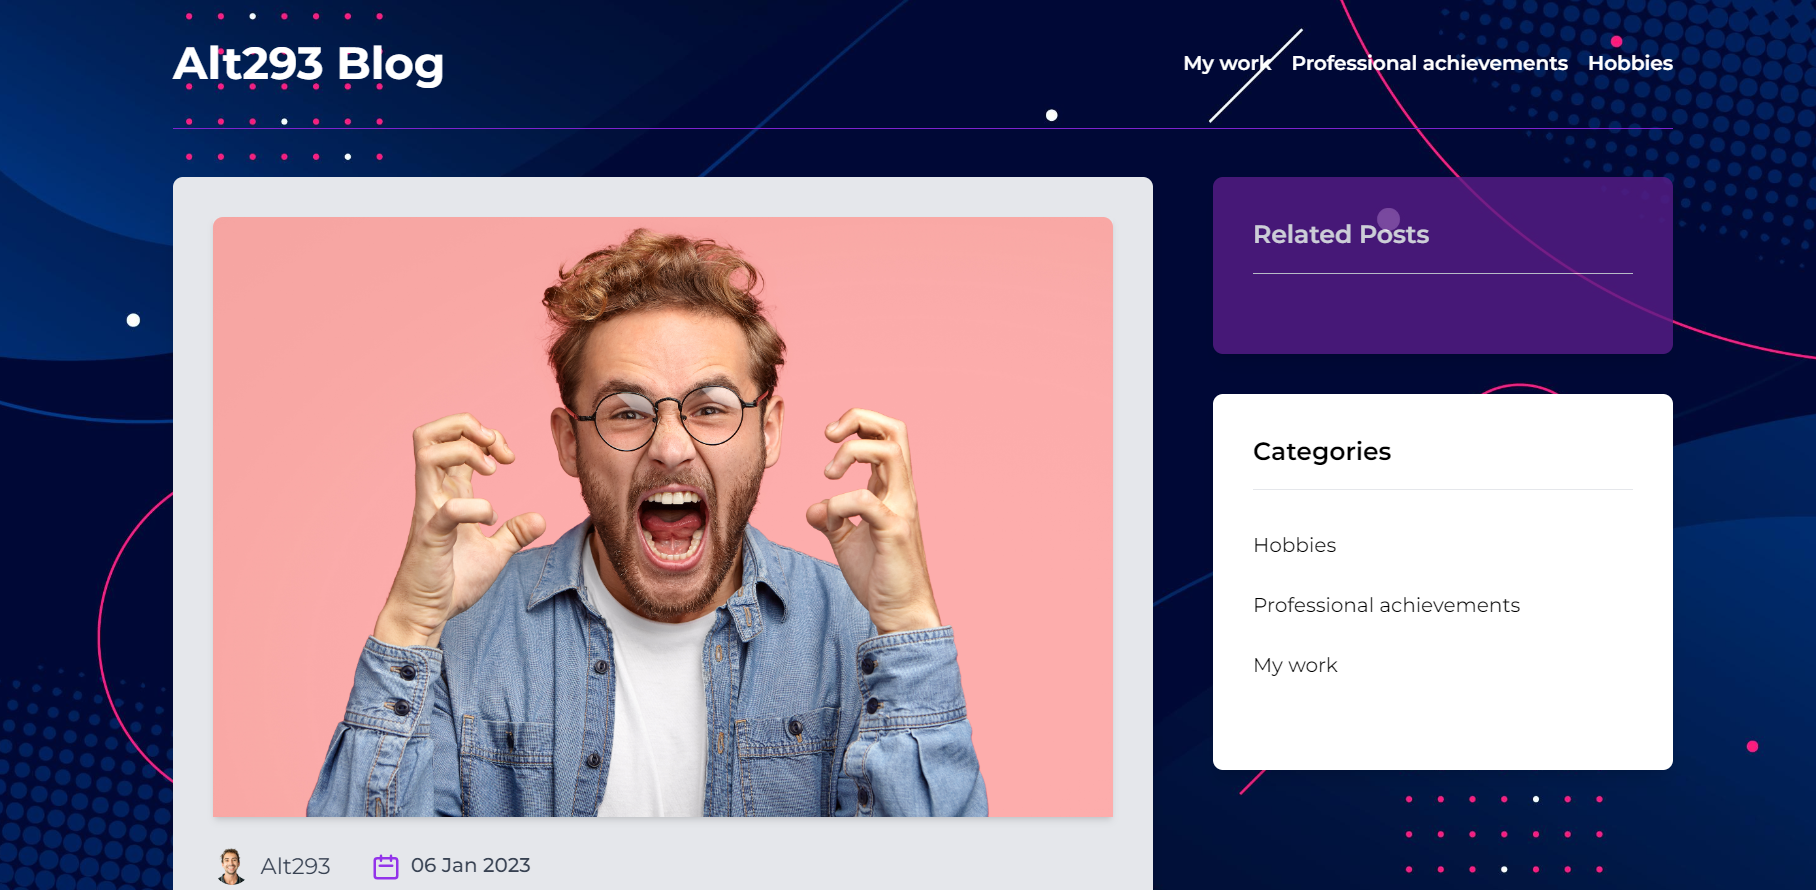 Alt293 Blog
My work Professional achievements Hobbies
Related Posts
Categories
Hobbies
Professional achievements
My work
Alt293 06 Jan 2023